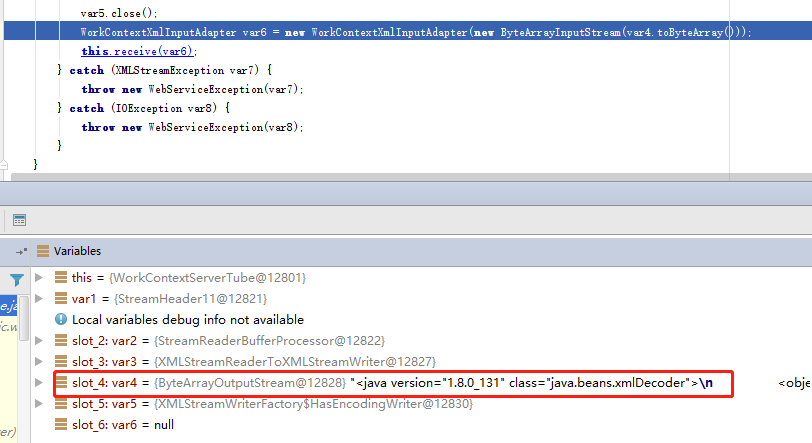 var5.close();
WorkContextXmlInputAdapter var6 = new WorkContextXmlInputAdapter(new ByteArrayInputStream(var4.toByteArray()));
this.receive(var6);
} catch (XMLStreamException var7) {
throw new WebServiceException(var7);
} catch (IOException var8) {
throw new WebServiceException(var8);
}
}
Variables
this = {WorkContextServerTube@12801}
var1 = {StreamHeader11@12821}
Local variables debug info not available
slot_2: var2 = {StreamReaderBufferProcessor@12822}
slot_3: var3 = {XMLStreamReaderToXMLStreamWriter@12827}
slot_4: var4 = {ByteArrayOutputStream@12828} "<java version="1.8.0_131" class="java.beans.xmlDecoder">\n <obje
slot_5: var5 = {XMLStreamWriterFactory$HasEncodingWriter@12830}
slot_6: var6 = null